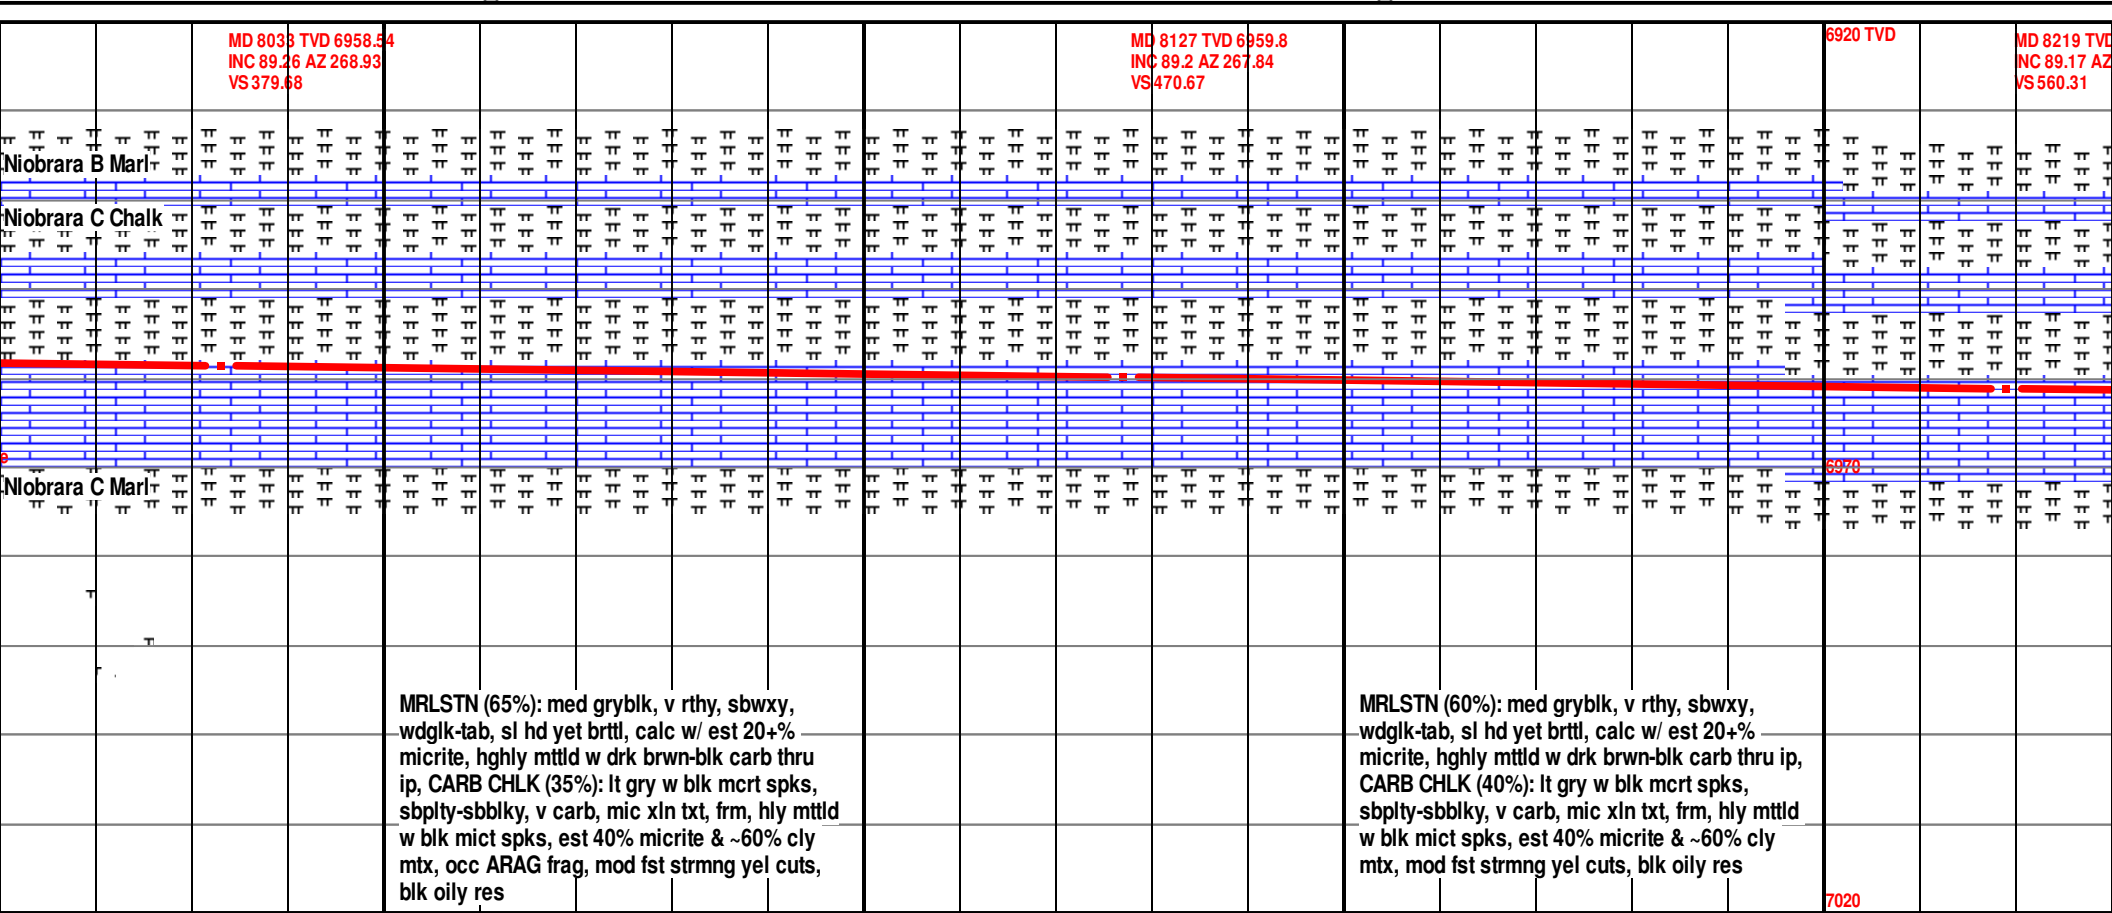 MD 8033 TVD 6958.54
INC 89.26 AZ 268.93
VS 379.68
MD 8127 TVD 6959.8
INC 89.2 AZ 267.84
VS 470.67
6920 TVD
MD 8219 TVD
INC 89.17 AZ
VS 560.31
Niobrara B Marl
Niobrara C Chalk
6970
Niobrara C Marl
MRLSTN (65%): med gryblk, v rthy, sbwxy,
wdglk-tab, sl hd yet brttl, calc w/ est 20+%
micrite, hghly mttld w drk brwn-blk carb thru
ip, CARB CHLK (35%): lt gry w blk mcrt spks,
sbplty-sbblky, v carb, mic xln txt, frm, hly mttld
w blk mict spks, est 40% micrite & ~60% cly
mtx, occ ARAG frag, mod fst strmng yel cuts,
blk oily res
MRLSTN (60%): med gryblk, v rthy, sbwxy,
wdglk-tab, sl hd yet brttl, calc w/ est 20+%
micrite, hghly mttld w drk brwn-blk carb thru ip,
CARB CHLK (40%): lt gry w blk mcrt spks,
sbplty-sbblky, v carb, mic xln txt, frm, hly mttld
w blk mict spks, est 40% micrite & ~60% cly
mtx, mod fst strmng yel cuts, blk oily res
7020